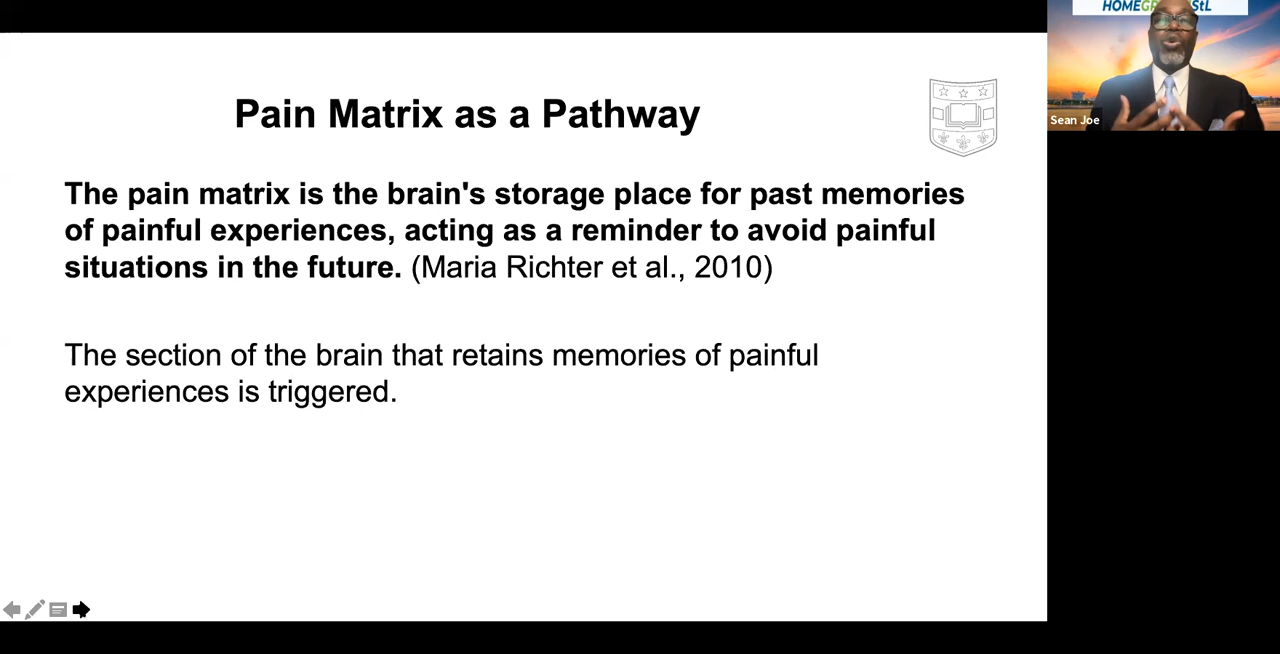 HOMEGR StL
Pain Matrix as a Pathway
Sean Joe
The pain matrix is the brain's storage place for past memories
of painful experiences, acting as a reminder to avoid painful
situations in the future. (Maria Richter et al., 2010)
The section of the brain that retains memories of painful
experiences is triggered.